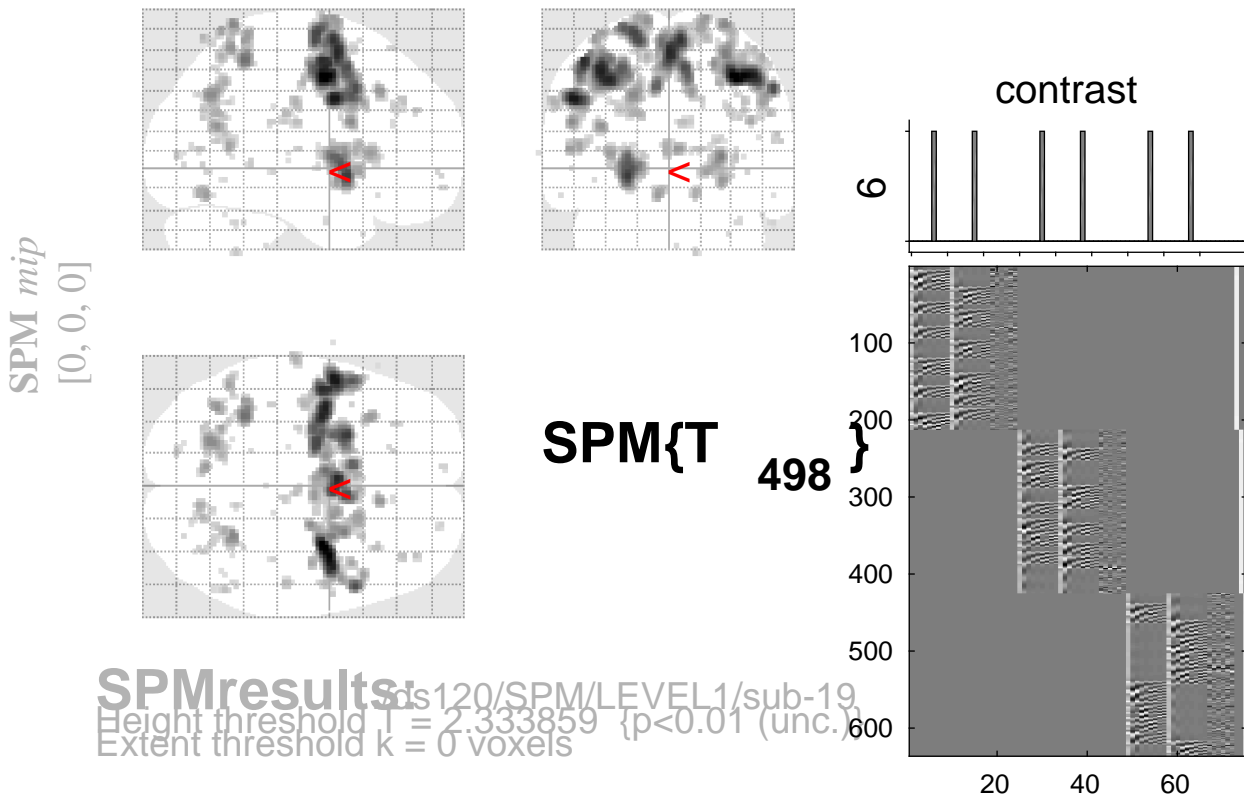 SPM mip
[0, 0, 0]
<
<
<
SPM{T498}
SPMresults: /ds120/SPM/LEVEL1/sub-19
Height threshold T = 2.333859 {p<0.01 (unc.)}
Extent threshold k = 0 voxels
contrast
6
100
200
300
400
500
600
20 40 60